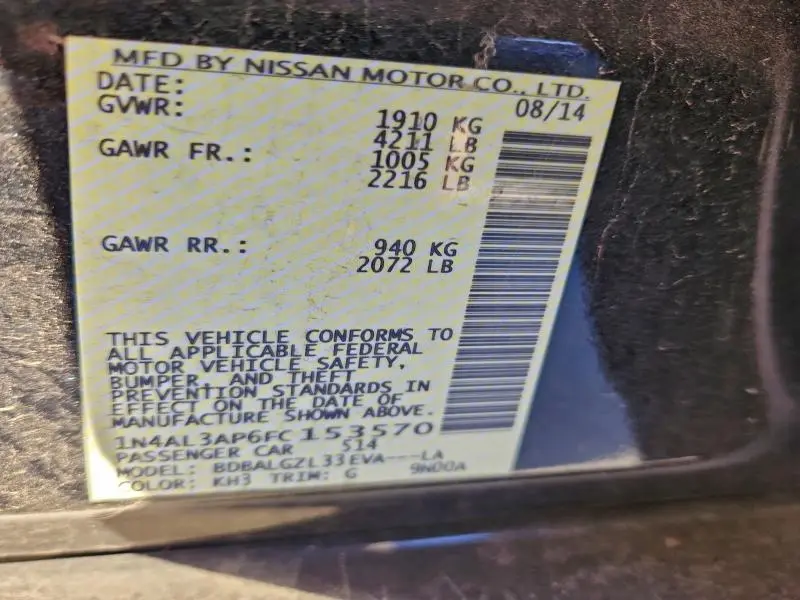 MFD BY NISSAN MOTOR CO., LTD.
DATE: 08/14
GVWR: 1910 KG
4211 LB
GAWR FR.: 1005 KG
2216 LB
GAWR RR.: 940 KG
2072 LB
THIS VEHICLE CONFORMS TO
ALL APPLICABLE FEDERAL
MOTOR VEHICLE SAFETY,
BUMPER, AND THEFT
PREVENTION STANDARDS IN
EFFECT ON THE DATE OF
MANUFACTURE SHOWN ABOVE.
1N4AL3AP6FC153570
PASSENGER CAR 514
MODEL: BDBALGZL33EVA---LA
COLOR: KH3 TRIM: G 9N00A